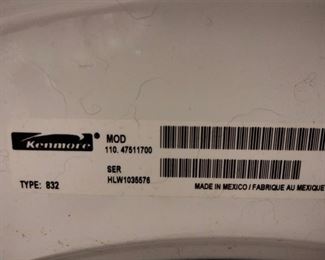 Kenmore
MOD
110. 47511700
SER
HLW1035576
TYPE: 832
MADE IN MEXICO / FABRIQUE AU MEXIQUE